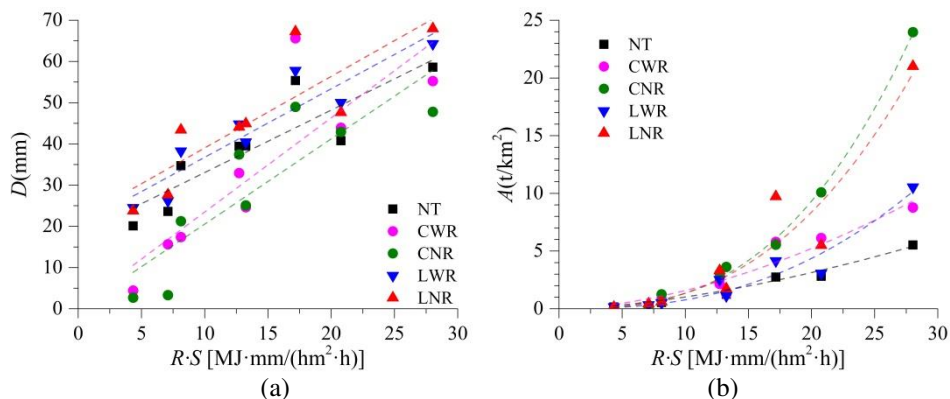 70
60
50
40
30
20
10
0
D(mm)
NT
CWR
CNR
LWR
LNR
0 5 10 15 20 25 30
R·S [MJ·mm/(hm²·h)]
(a)
25
20
15
10
5
0
A(t/km²)
NT
CWR
CNR
LWR
LNR
0 5 10 15 20 25 30
R·S [MJ·mm/(hm²·h)]
(b)